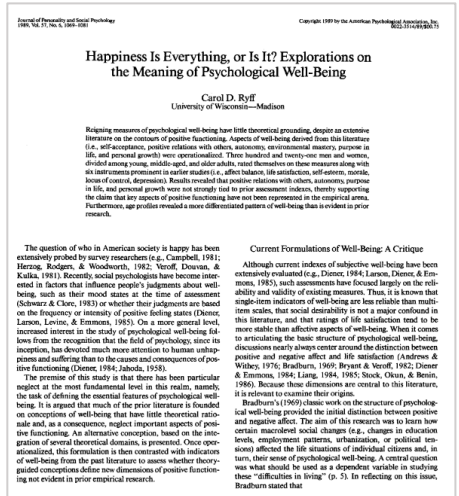 Journal of Personality and Social Psychology
1989, Vol. 57, No. 6, 1069-1081
Copyright 1989 by the American Psychological Association, Inc.
0022-3514/89/$00.75
Happiness Is Everything, or Is It? Explorations on
the Meaning of Psychological Well-Being
Carol D. Ryff
University of Wisconsin—Madison
Reigning measures of psychological well-being have little theoretical grounding, despite an extensive
literature on the contours of positive functioning. Aspects of well-being derived from this literature
(i.e., self-acceptance, positive relations with others, autonomy, environmental mastery, purpose in
life, and personal growth) were operationalized. Three hundred and twenty-one men and women,
divided among young, middle-aged, and older adults, rated themselves on these measures along with
six instruments prominent in earlier studies (i.e., affect balance, life satisfaction, self-esteem, morale,
locus of control, depression). Results revealed that positive relations with others, autonomy, purpose
in life, and personal growth were not strongly tied to prior assessment indexes, thereby supporting
the claim that key aspects of positive functioning have not been represented in the empirical arena.
Furthermore, age profiles revealed a more differentiated pattern of well-being than is evident in prior
research.
The question of who in American society is happy has been
extensively probed by survey researchers (e.g., Campbell, 1981;
Herzog, Rodgers, & Woodworth, 1982; Veroff, Douvan, &
Kulka, 1981). Recently, social psychologists have become inter-
ested in factors that influence people's judgments about well-
being, such as their mood states at the time of assessment
(Schwarz & Clore, 1983) or whether their judgments are based
on the frequency or intensity of positive feeling states (Diener,
Larson, Levine, & Emmons, 1985). On a more general level,
increased interest in the study of psychological well-being fol-
lows from the recognition that the field of psychology, since its
inception, has devoted much more attention to human unhap-
piness and suffering than to the causes and consequences of pos-
itive functioning (Diener, 1984; Jahoda, 1958).
The premise of this study is that there has been particular
neglect at the most fundamental level in this realm, namely,
the task of defining the essential features of psychological well-
being. It is argued that much of the prior literature is founded
on conceptions of well-being that have little theoretical ratio-
nale and, as a consequence, neglect important aspects of posi-
tive functioning. An alternative conception, based on the inte-
gration of several theoretical domains, is presented. Once oper-
ationalized, this formulation is then contrasted with indicators
of well-being from the past literature to assess whether theory-
guided conceptions define new dimensions of positive function-
ing not evident in prior empirical research.
Current Formulations of Well-Being: A Critique
Although current indexes of subjective well-being have been
extensively evaluated (e.g., Diener, 1984; Larson, Diener, & Em-
mons, 1985), such assessments have focused largely on the reli-
ability and validity of existing measures. Thus, it is known that
single-item indicators of well-being are less reliable than multi-
item scales, that social desirability is not a major confound in
this literature, and that ratings of life satisfaction tend to be
more stable than affective aspects of well-being. When it comes
to articulating the basic structure of psychological well-being,
discussions nearly always center around the distinction between
positive and negative affect and life satisfaction (Andrews &
Withey, 1976; Bradburn, 1969; Bryant & Veroff, 1982; Diener
& Emmons, 1984; Liang, 1984, 1985; Stock, Okun, & Benin,
1986). Because these dimensions are central to this literature,
it is relevant to examine their origins.
Bradburn's (1969) classic work on the structure of psycholog-
ical well-being provided the initial distinction between positive
and negative affect. The aim of this research was to learn how
certain macrolevel social changes (e.g., changes in education
levels, employment patterns, urbanization, or political ten-
sions) affected the life situations of individual citizens and, in
turn, their sense of psychological well-being. A central question
was what should be used as a dependent variable in studying
these "difficulties in living" (p. 5). In reflecting on this issue,
Bradburn stated that